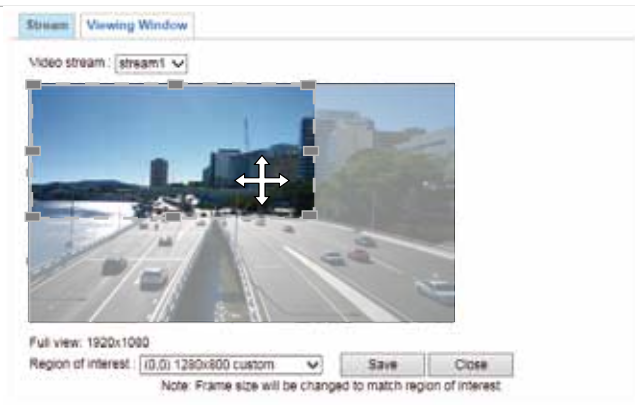 Stream Viewing Window
Video stream : stream1
Full view: 1920x1080
Region of interest : (0,0) 1280x800 custom Save Close
Note: Frame size will be changed to match region of interest